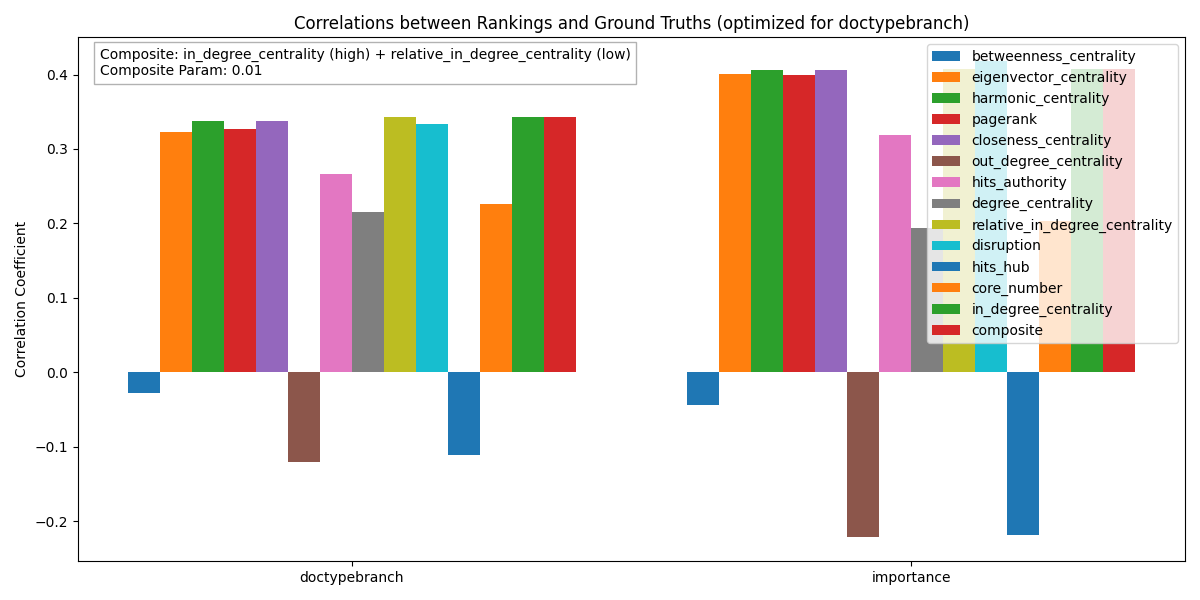 Correlations between Rankings and Ground Truths (optimized for doctypebranch)
Composite: in_degree_centrality (high) + relative_in_degree_centrality (low)
Composite Param: 0.01
betweenness_centrality
eigenvector_centrality
harmonic_centrality
pagerank
closeness_centrality
out_degree_centrality
hits_authority
degree_centrality
relative_in_degree_centrality
disruption
hits_hub
core_number
in_degree_centrality
composite
Correlation Coefficient
0.4
0.3
0.2
0.1
0.0
−0.1
−0.2
doctypebranch
importance